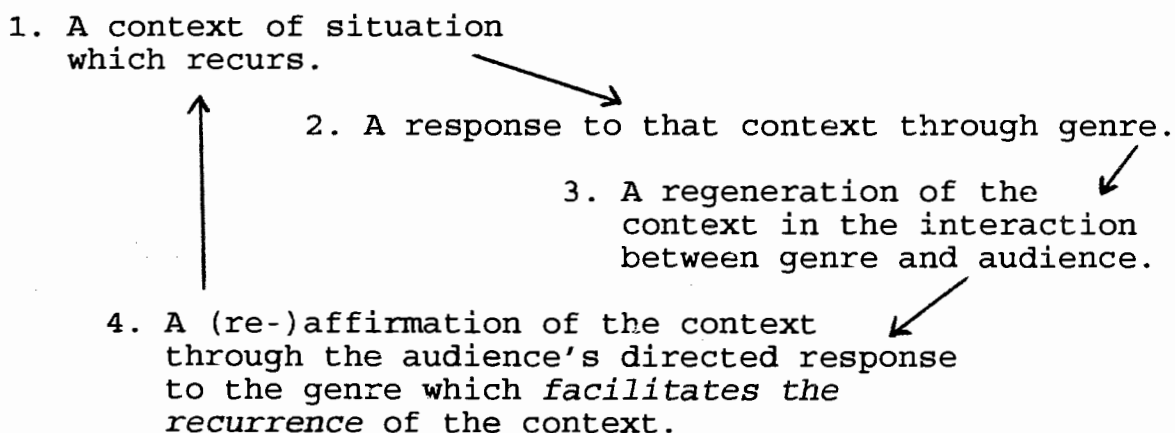 1. A context of situation
which recurs.
2. A response to that context through genre.
3. A regeneration of the
context in the interaction
between genre and audience.
4. A (re-)affirmation of the context
through the audience's directed response
to the genre which facilitates the
recurrence of the context.